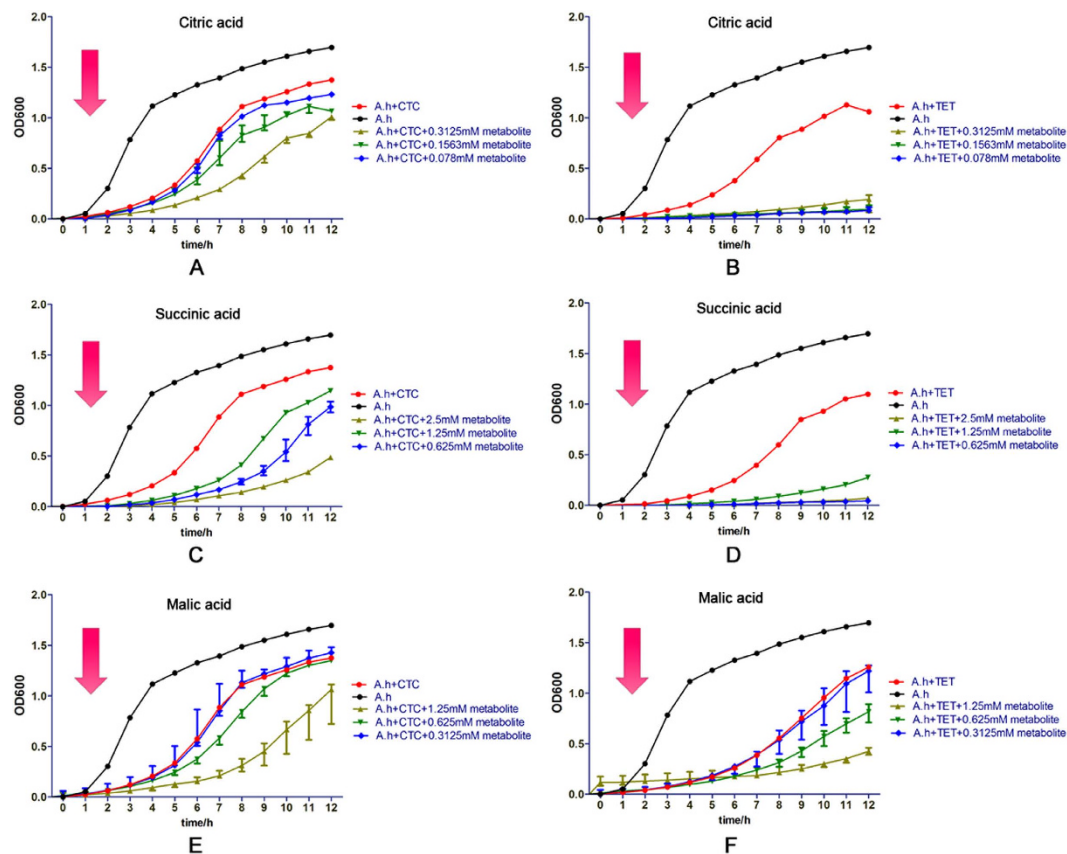 Citric acid
2.0
1.5
1.0
0.5
0.0
OD600
0 1 2 3 4 5 6 7 8 9 10 11 12
time/h
A.h+CTC
A.h
A.h+CTC+0.3125mM metabolite
A.h+CTC+0.1563mM metabolite
A.h+CTC+0.078mM metabolite
A
Citric acid
2.0
1.5
1.0
0.5
0.0
OD600
0 1 2 3 4 5 6 7 8 9 10 11 12
time/h
A.h+TET
A.h
A.h+TET+0.3125mM metabolite
A.h+TET+0.1563mM metabolite
A.h+TET+0.078mM metabolite
B
Succinic acid
2.0
1.5
1.0
0.5
0.0
OD600
0 1 2 3 4 5 6 7 8 9 10 11 12
time/h
A.h+CTC
A.h
A.h+CTC+2.5mM metabolite
A.h+CTC+1.25mM metabolite
A.h+CTC+0.625mM metabolite
C
Succinic acid
2.0
1.5
1.0
0.5
0.0
OD600
0 1 2 3 4 5 6 7 8 9 10 11 12
time/h
A.h+TET
A.h
A.h+TET+2.5mM metabolite
A.h+TET+1.25mM metabolite
A.h+TET+0.625mM metabolite
D
Malic acid
2.0
1.5
1.0
0.5
0.0
OD600
0 1 2 3 4 5 6 7 8 9 10 11 12
time/h
A.h+CTC
A.h
A.h+CTC+1.25mM metabolite
A.h+CTC+0.625mM metabolite
A.h+CTC+0.3125mM metabolite
E
Malic acid
2.0
1.5
1.0
0.5
0.0
OD600
0 1 2 3 4 5 6 7 8 9 10 11 12
time/h
A.h+TET
A.h
A.h+TET+1.25mM metabolite
A.h+TET+0.625mM metabolite
A.h+TET+0.3125mM metabolite
F